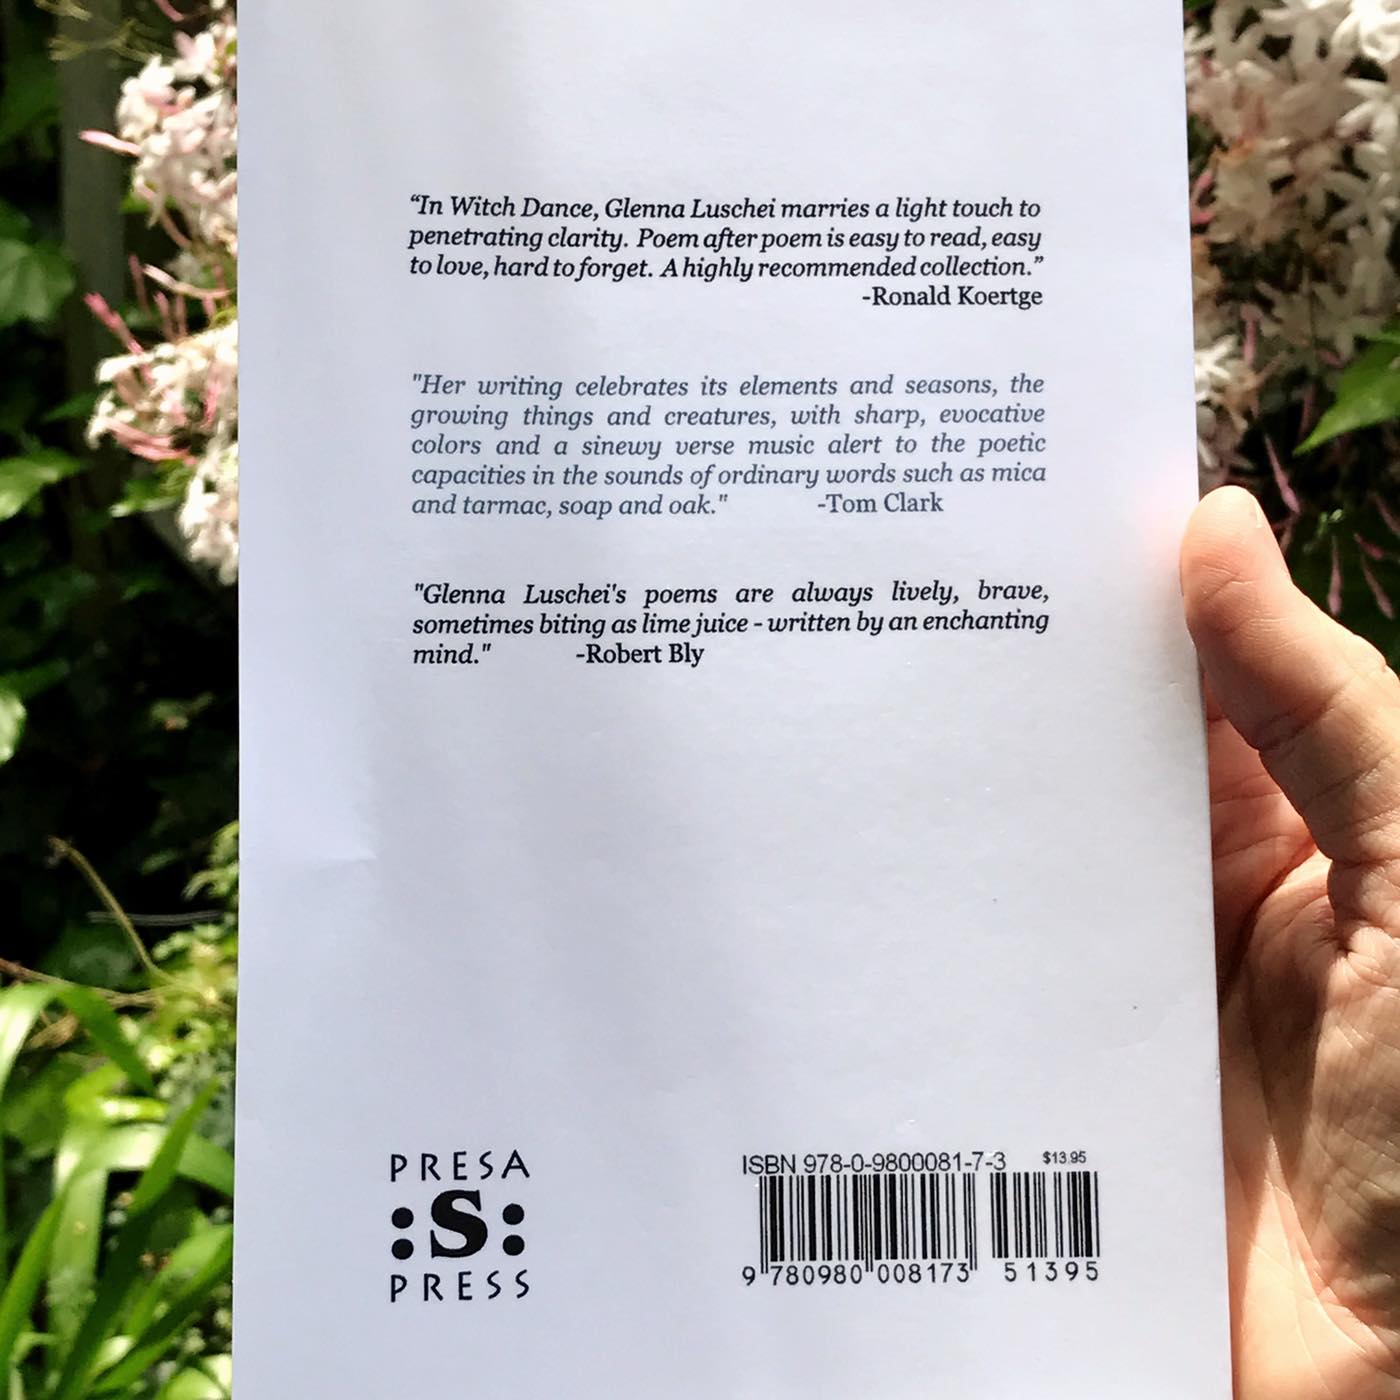 “In Witch Dance, Glenna Luschei marries a light touch to
penetrating clarity. Poem after poem is easy to read, easy
to love, hard to forget. A highly recommended collection.”
-Ronald Koertge
"Her writing celebrates its elements and seasons, the
growing things and creatures, with sharp, evocative
colors and a sinewy verse music alert to the poetic
capacities in the sounds of ordinary words such as mica
and tarmac, soap and oak." -Tom Clark
"Glenna Luschei's poems are always lively, brave,
sometimes biting as lime juice - written by an enchanting
mind." -Robert Bly
PRESA
:S:
PRESS
ISBN 978-0-9800081-7-3 $13.95
9 780980 008173 51395